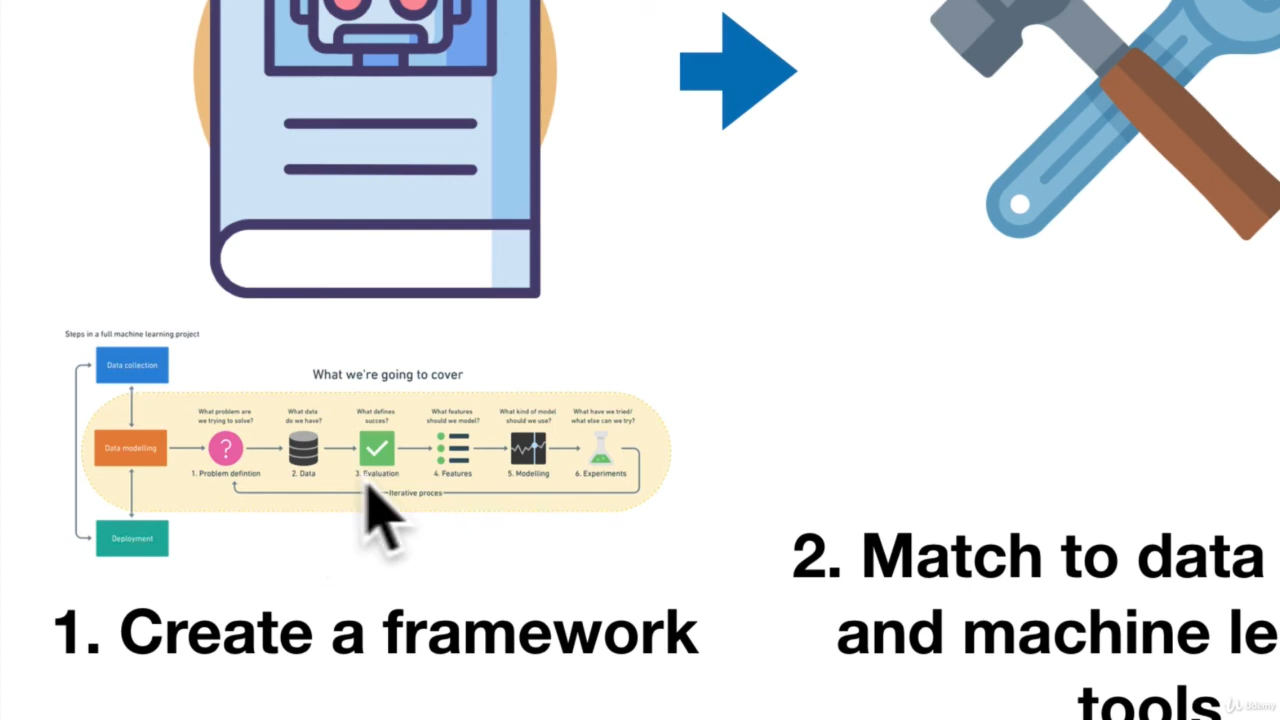 Steps in a full machine learning project
Data collection
What we're going to cover
What problem are
we trying to solve?
What data
do we have?
What defines
succes?
What features
should we model?
What kind of model
should we use?
What have we tried/
what else can we try?
Data modelling
?
1. Problem defintion
2. Data
3. Evaluation
4. Features
5. Modelling
6. Experiments
Iterative proces
Deployment
1. Create a framework
2. Match to data
and machine le
tools
Udemy